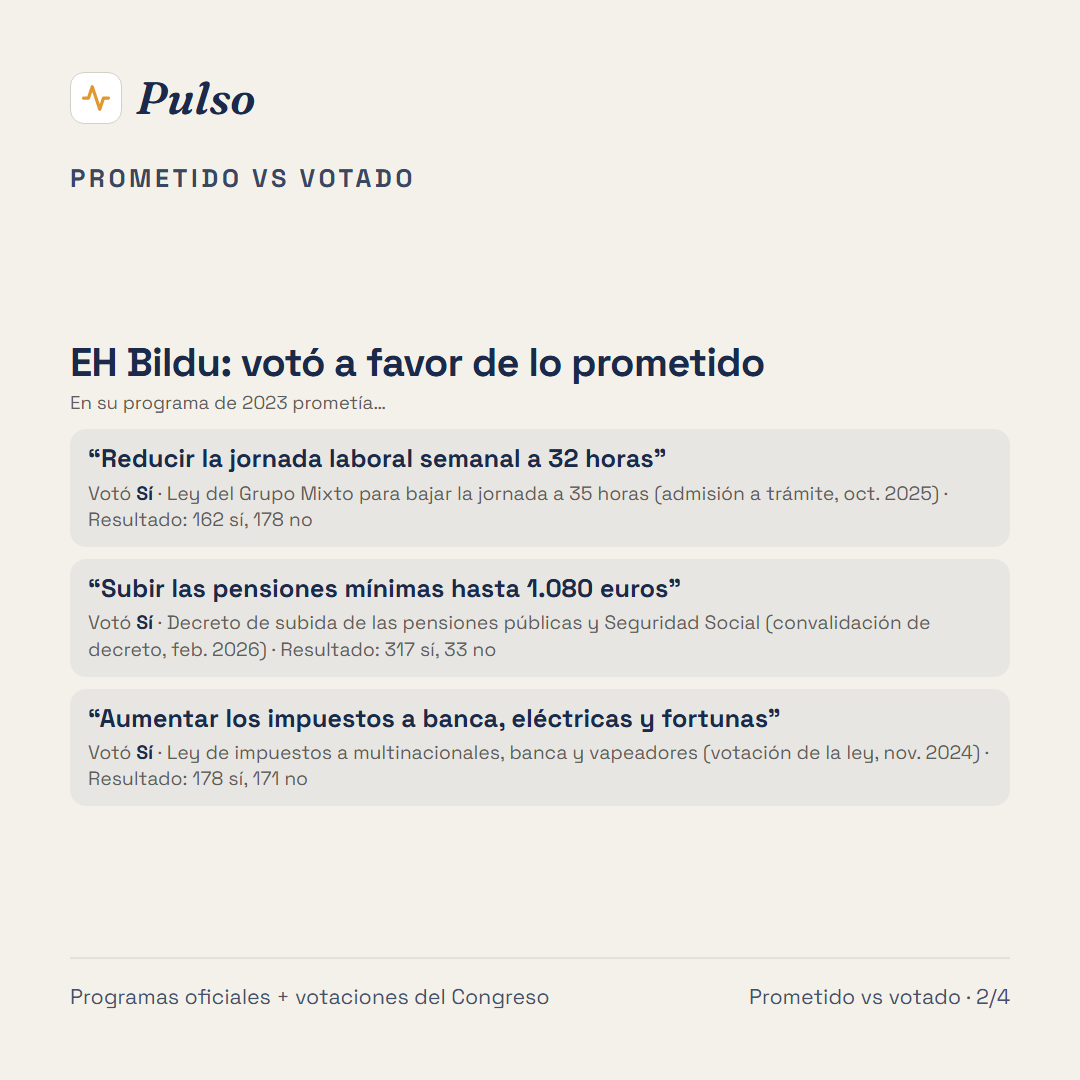 Pulso
PROMETIDO VS VOTADO
EH Bildu: votó a favor de lo prometido
En su programa de 2023 prometía…
“Reducir la jornada laboral semanal a 32 horas”
Votó Sí · Ley del Grupo Mixto para bajar la jornada a 35 horas (admisión a trámite, oct. 2025) ·
Resultado: 162 sí, 178 no
“Subir las pensiones mínimas hasta 1.080 euros”
Votó Sí · Decreto de subida de las pensiones públicas y Seguridad Social (convalidación de
decreto, feb. 2026) · Resultado: 317 sí, 33 no
“Aumentar los impuestos a banca, eléctricas y fortunas”
Votó Sí · Ley de impuestos a multinacionales, banca y vapeadores (votación de la ley, nov. 2024) ·
Resultado: 178 sí, 171 no
Programas oficiales + votaciones del Congreso
Prometido vs votado · 2/4